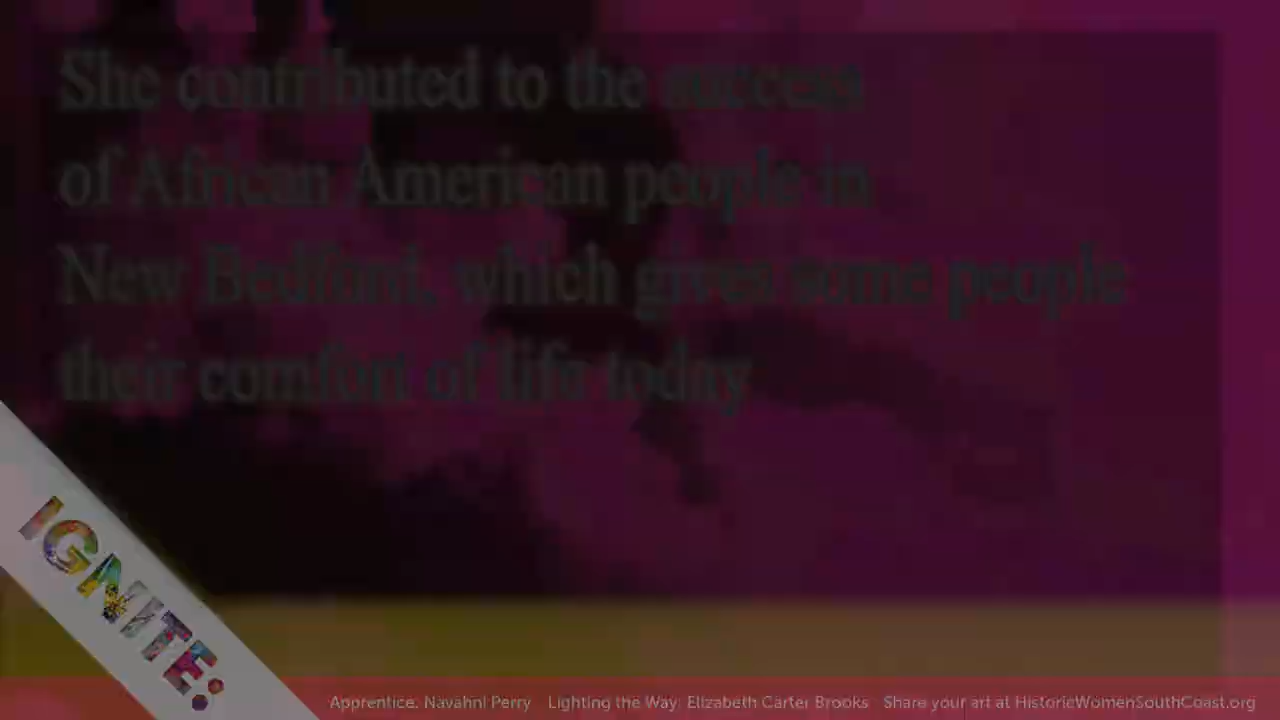 She contributed to the success
of African American people in
New Bedford, which gives some people
their comfort of life today
IGNITE:
Apprentice: Navahni Perry Lighting the Way: Elizabeth Carter Brooks Share your art at HistoricWomenSouthCoast.org